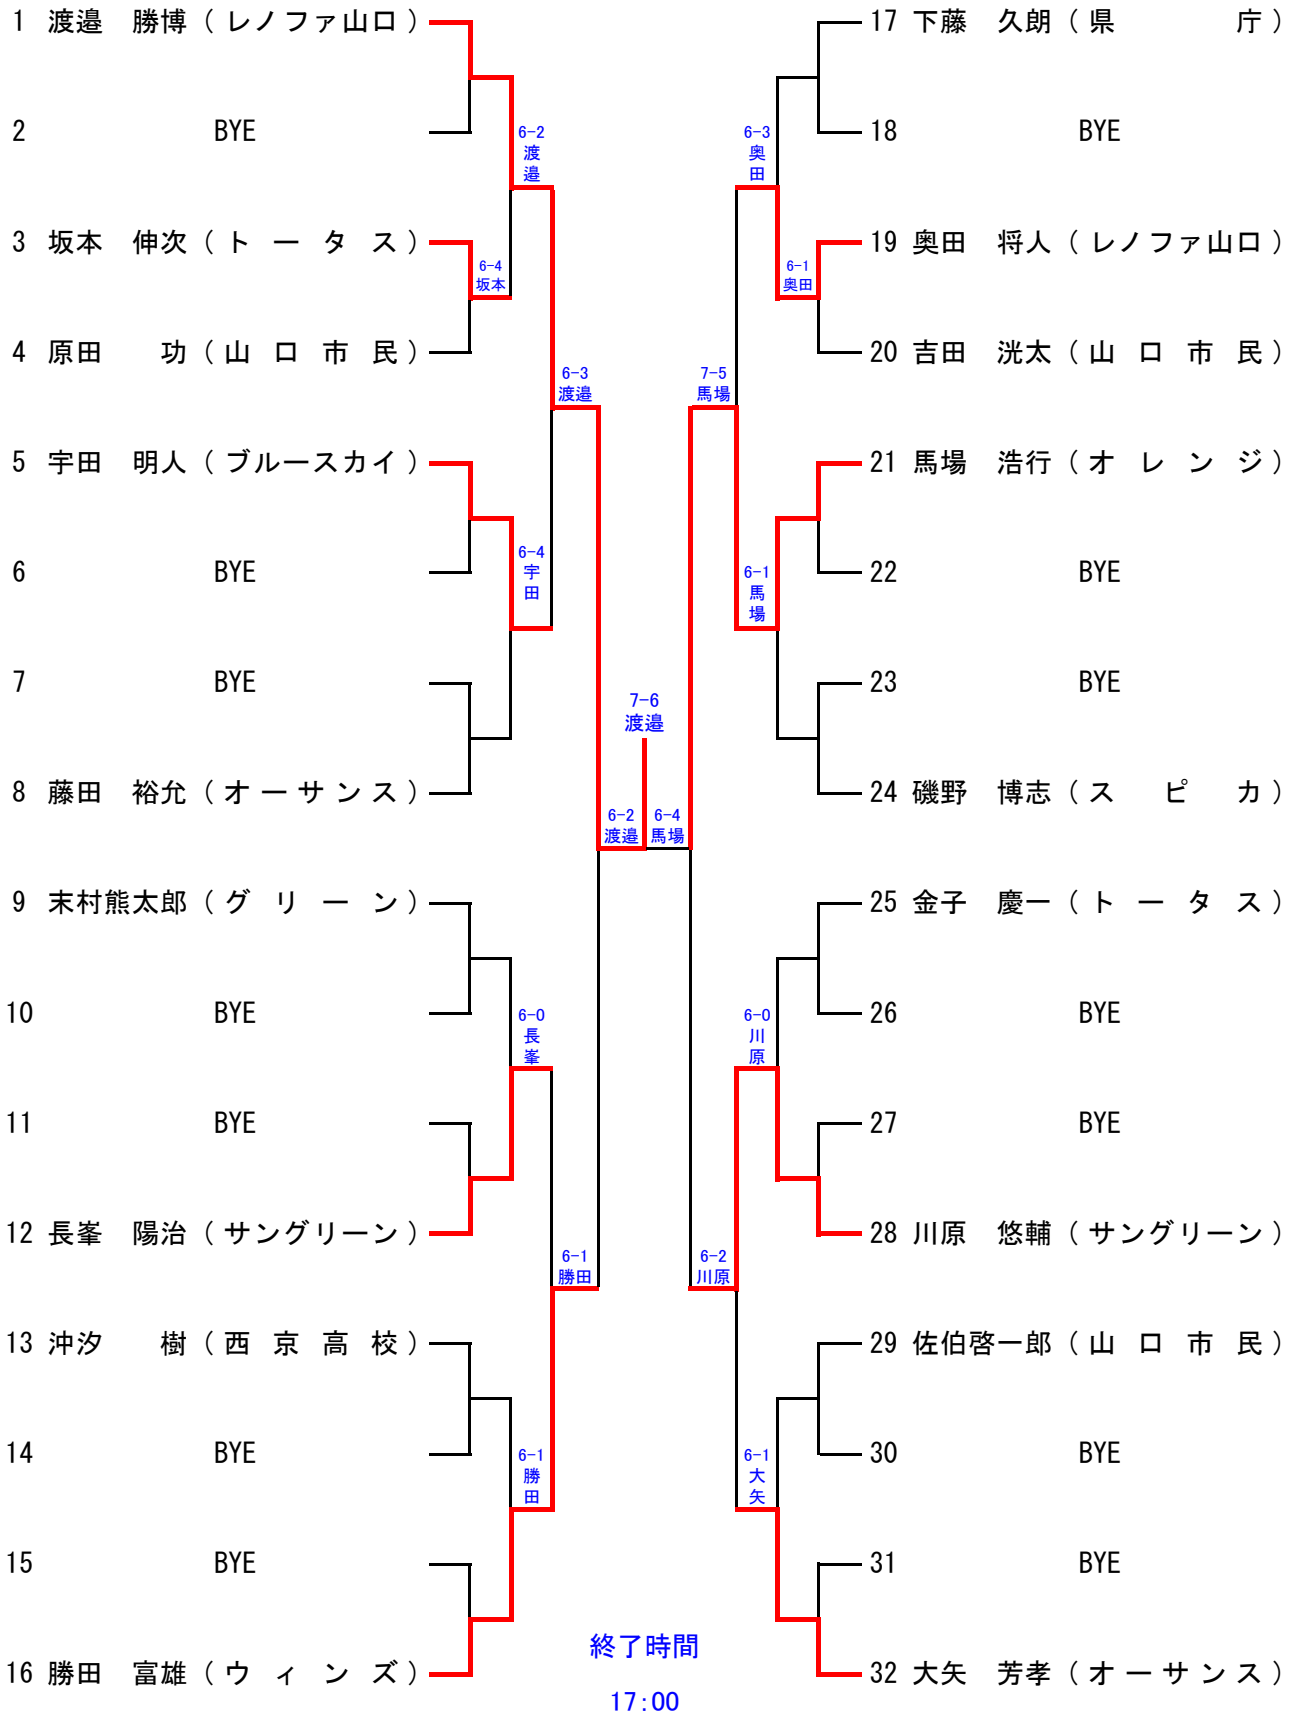 1 渡邉 勝博 ( レノファ山口 )
2 BYE
6-2
渡
邉
3 坂本 伸次 ( ト ー タ ス )
6-4
坂本
4 原田 功 ( 山 口 市 民 )
6-3
渡邉
5 宇田 明人 ( ブルースカイ )
6 BYE
6-4
宇
田
7 BYE
8 藤田 裕允 ( オ ー サ ン ス )
9 末村熊太郎 ( グ リ ー ン )
10 BYE
6-0
長
峯
11 BYE
12 長峯 陽治 ( サングリーン )
6-1
勝田
13 沖汐 樹 ( 西 京 高 校 )
14 BYE
6-1
勝
田
15 BYE
16 勝田 富雄 ( ウ ィ ン ズ )
7-6
渡邉
6-2
渡邉
6-4
馬場
17 下藤 久朗 ( 県 庁 )
18 BYE
6-3
奥
田
19 奥田 将人 ( レノファ山口 )
6-1
奥田
20 吉田 洸太 ( 山 口 市 民 )
7-5
馬場
21 馬場 浩行 ( オ レ ン ジ )
22 BYE
6-1
馬
場
23 BYE
24 磯野 博志 ( ス ピ カ )
25 金子 慶一 ( ト ー タ ス )
26 BYE
6-0
川
原
27 BYE
28 川原 悠輔 ( サングリーン )
6-2
川原
29 佐伯啓一郎 ( 山 口 市 民 )
30 BYE
6-1
大
矢
31 BYE
32 大矢 芳孝 ( オ ー サ ン ス )
終了時間
17:00